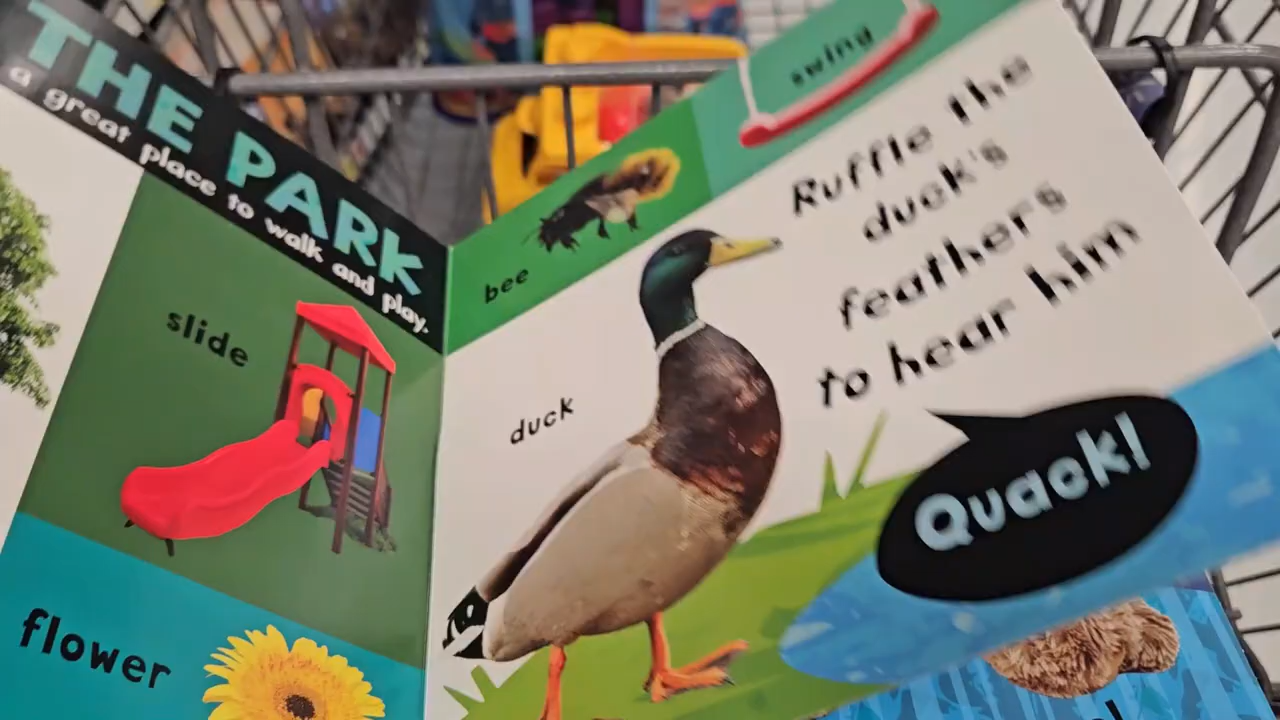 THE PARK
a great place to walk and play.
slide
flower
bee
swing
duck
Ruffle the
duck's
feathers
to hear him
Quack!